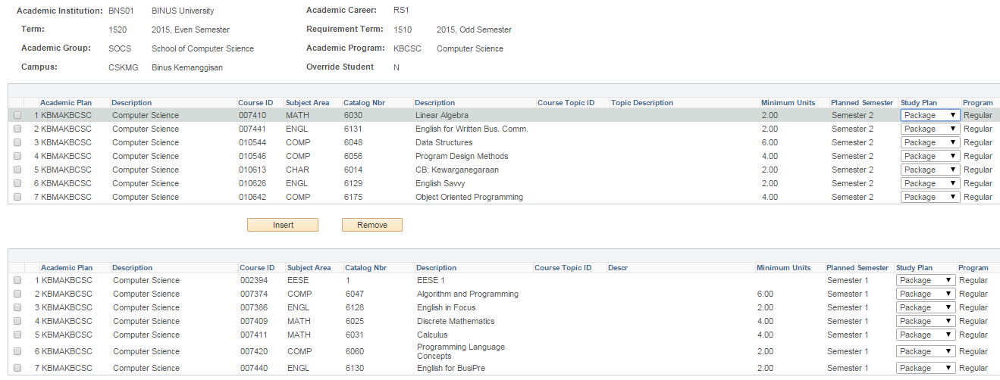 Academic Institution: BNS01 BINUS University Academic Career: RS1
Term: 1520 2015, Even Semester Requirement Term: 1510 2015, Odd Semester
Academic Group: SOCS School of Computer Science Academic Program: KBCSC Computer Science
Campus: CSKMG Binus Kemanggisan Override Student N
Academic Plan Description Course ID Subject Area Catalog Nbr Description Course Topic ID Topic Description Minimum Units Planned Semester Study Plan Program
1 KBMAKBCSC Computer Science 007410 MATH 6030 Linear Algebra 2.00 Semester 2 Package Regular
2 KBMAKBCSC Computer Science 007441 ENGL 6131 English for Written Bus. Comm. 2.00 Semester 2 Package Regular
3 KBMAKBCSC Computer Science 010544 COMP 6048 Data Structures 6.00 Semester 2 Package Regular
4 KBMAKBCSC Computer Science 010546 COMP 6056 Program Design Methods 4.00 Semester 2 Package Regular
5 KBMAKBCSC Computer Science 010613 CHAR 6014 CB: Kewarganegaraan 2.00 Semester 2 Package Regular
6 KBMAKBCSC Computer Science 010626 ENGL 6129 English Savvy 2.00 Semester 2 Package Regular
7 KBMAKBCSC Computer Science 010642 COMP 6175 Object Oriented Programming 4.00 Semester 2 Package Regular
Insert Remove
Academic Plan Description Course ID Subject Area Catalog Nbr Description Course Topic ID Descr Minimum Units Planned Semester Study Plan Program
1 KBMAKBCSC Computer Science 002394 EESE 1 EESE 1 Semester 1 Package Regular
2 KBMAKBCSC Computer Science 007374 COMP 6047 Algorithm and Programming 6.00 Semester 1 Package Regular
3 KBMAKBCSC Computer Science 007386 ENGL 6128 English in Focus 2.00 Semester 1 Package Regular
4 KBMAKBCSC Computer Science 007409 MATH 6025 Discrete Mathematics 4.00 Semester 1 Package Regular
5 KBMAKBCSC Computer Science 007411 MATH 6031 Calculus 4.00 Semester 1 Package Regular
6 KBMAKBCSC Computer Science 007420 COMP 6060 Programming Language Concepts 2.00 Semester 1 Package Regular
7 KBMAKBCSC Computer Science 007440 ENGL 6130 English for BusiPre 2.00 Semester 1 Package Regular